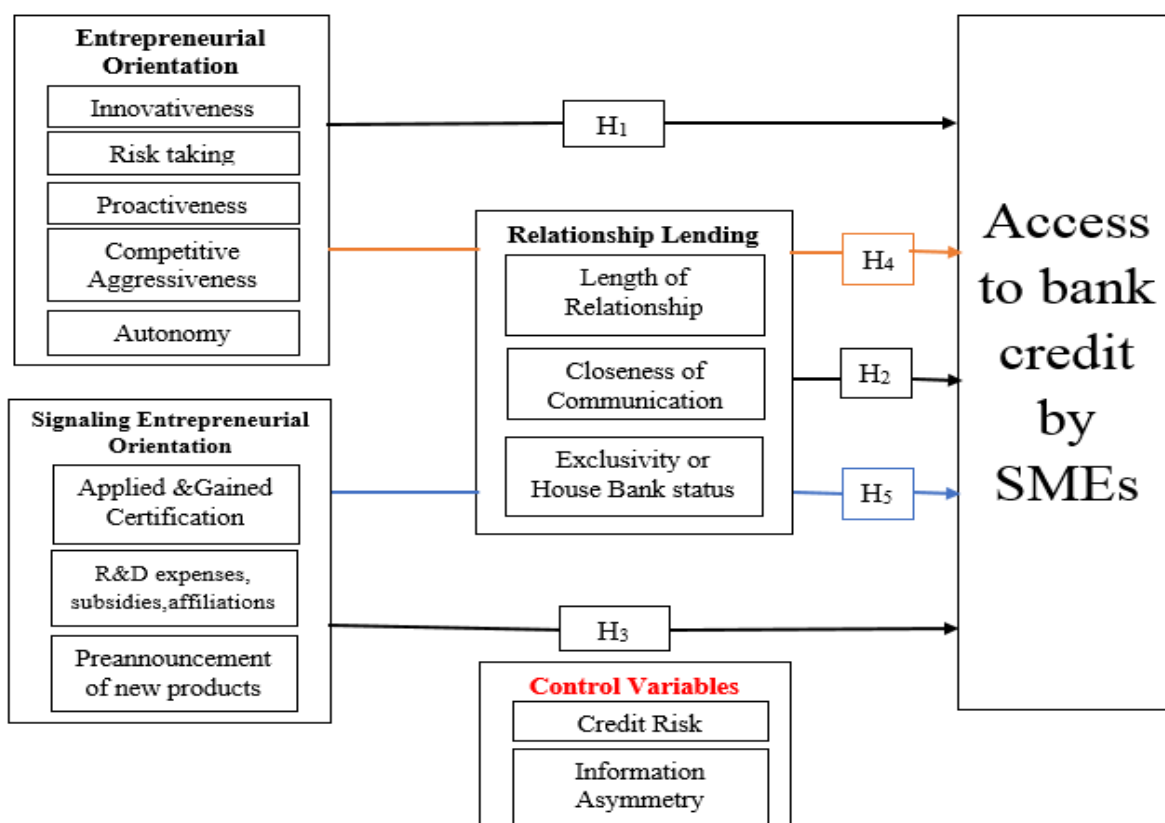 Entrepreneurial
Orientation
Innovativeness
Risk taking
Proactiveness
Competitive
Aggressiveness
Autonomy
Signaling Entrepreneurial
Orientation
Applied &Gained
Certification
R&D expenses,
subsidies,affiliations
Preannouncement
of new products
H1
Relationship Lending
Length of
Relationship
Closeness of
Communication
Exclusivity or
House Bank status
H4
H2
H5
H3
Control Variables
Credit Risk
Information
Asymmetry
Access
to bank
credit
by
SMEs